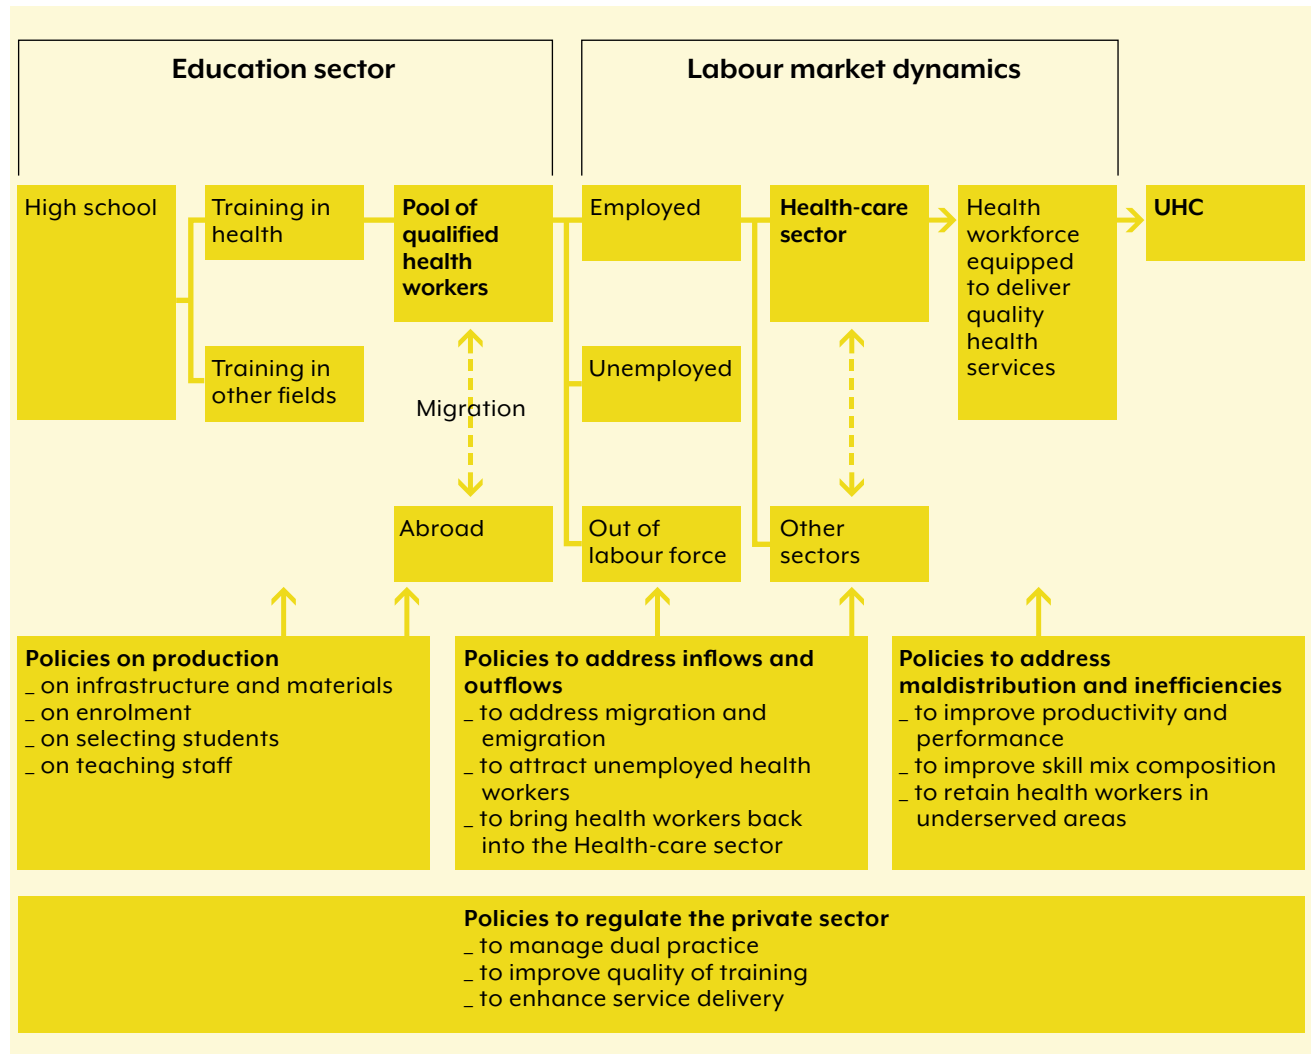 Education sector
Labour market dynamics
High school
Training in
health
Training in
other fields
Pool of
qualified
health
workers
Migration
Abroad
Employed
Unemployed
Out of
labour force
Health-care
sector
Other
sectors
Health
workforce
equipped
to deliver
quality
health
services
UHC
Policies on production
_ on infrastructure and materials
_ on enrolment
_ on selecting students
_ on teaching staff
Policies to address inflows and
outflows
_ to address migration and
emigration
_ to attract unemployed health
workers
_ to bring health workers back
into the Health-care sector
Policies to address
maldistribution and inefficiencies
_ to improve productivity and
performance
_ to improve skill mix composition
_ to retain health workers in
underserved areas
Policies to regulate the private sector
_ to manage dual practice
_ to improve quality of training
_ to enhance service delivery